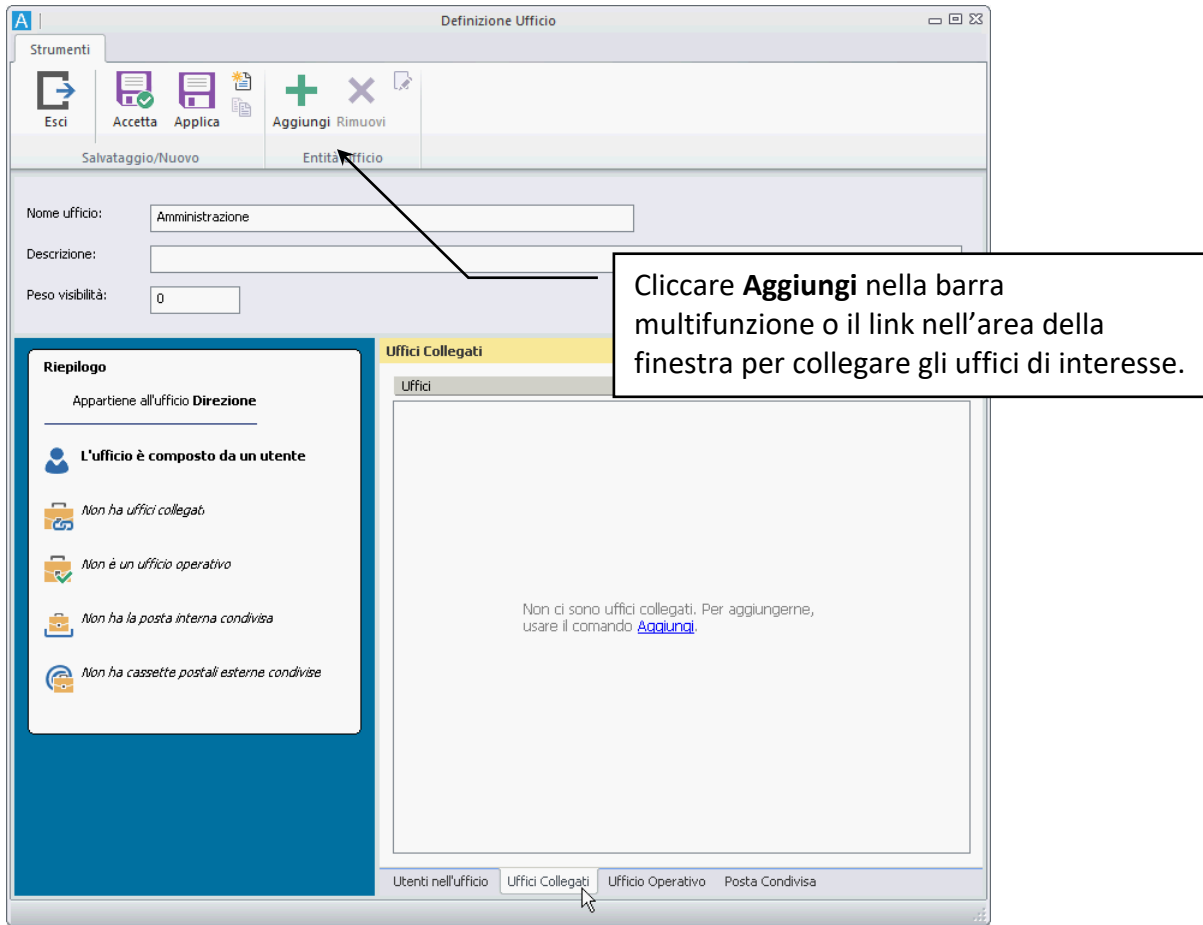 A
Definizione Ufficio
Strumenti
Esci
Accetta
Applica
Aggiungi
Rimuovi
Salvataggio/Nuovo
Entità ufficio
Nome ufficio:
Amministrazione
Descrizione:
Peso visibilità:
0
Cliccare Aggiungi nella barra
multifunzione o il link nell’area della
finestra per collegare gli uffici di interesse.
Riepilogo
Appartiene all'ufficio Direzione
L'ufficio è composto da un utente
Non ha uffici collegati
Non è un ufficio operativo
Non ha la posta interna condivisa
Non ha cassette postali esterne condivise
Uffici Collegati
Uffici
Non ci sono uffici collegati. Per aggiungerne,
usare il comando Aggiungi.
Utenti nell'ufficio
Uffici Collegati
Ufficio Operativo
Posta Condivisa